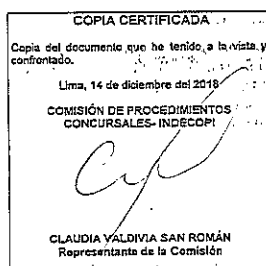 COPIA CERTIFICADA
Copia del documento que he tenido a la vista y
confrontado.
Lima, 14 de diciembre del 2018
COMISIÓN DE PROCEDIMIENTOS
CONCURSALES- INDECOPI
CLAUDIA VALDIVIA SAN ROMÁN
Representante de la Comisión